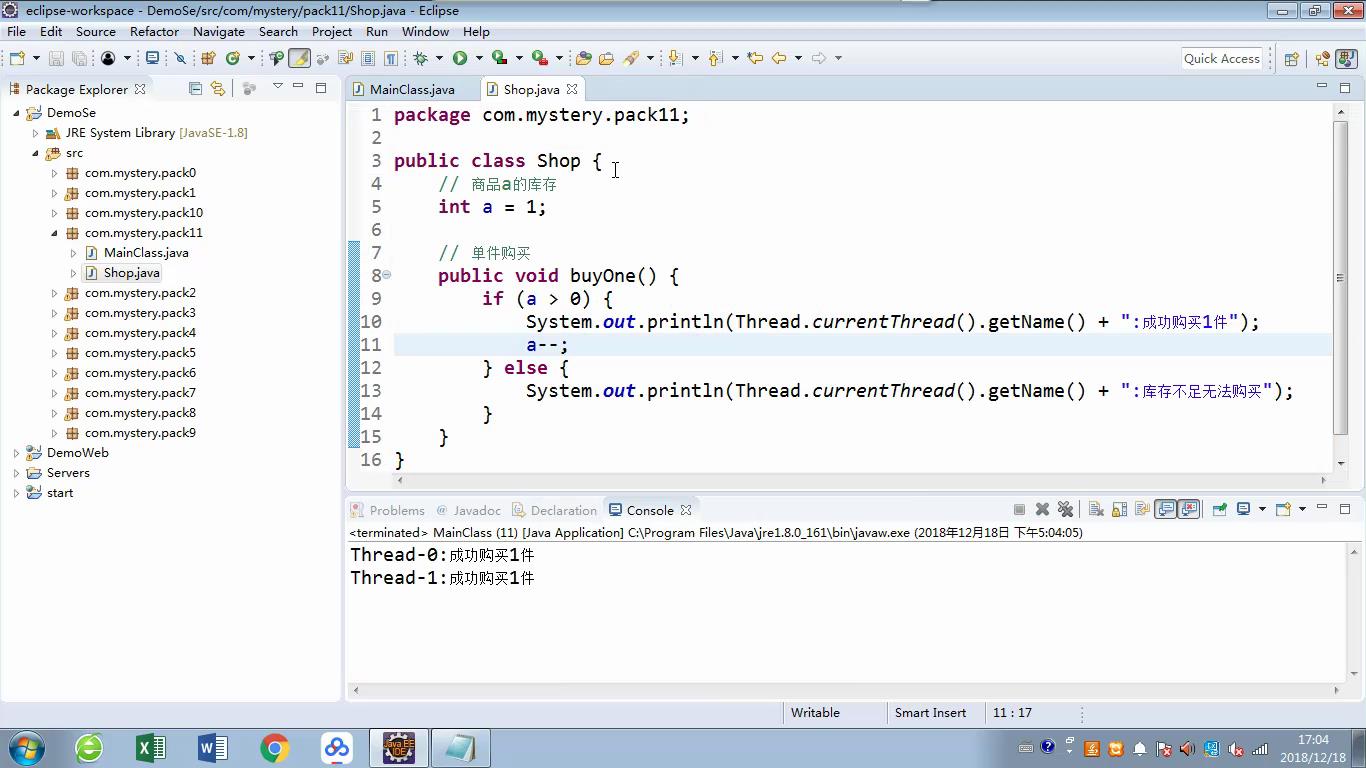 eclipse-workspace - DemoSe/src/com/mystery/pack11/Shop.java - Eclipse
File Edit Source Refactor Navigate Search Project Run Window Help
Quick Access
Package Explorer
DemoSe
JRE System Library [JavaSE-1.8]
src
com.mystery.pack0
com.mystery.pack1
com.mystery.pack10
com.mystery.pack11
MainClass.java
Shop.java
com.mystery.pack2
com.mystery.pack3
com.mystery.pack4
com.mystery.pack5
com.mystery.pack6
com.mystery.pack7
com.mystery.pack8
com.mystery.pack9
DemoWeb
Servers
start
MainClass.java Shop.java
1 package com.mystery.pack11;
2
3 public class Shop {
4 // 商品a的库存
5 int a = 1;
6
7 // 单件购买
8 public void buyOne() {
9 if (a > 0) {
10 System.out.println(Thread.currentThread().getName() + ":成功购买1件");
11 a--;
12 } else {
13 System.out.println(Thread.currentThread().getName() + ":库存不足无法购买");
14 }
15 }
16 }
Problems @ Javadoc Declaration Console
<terminated> MainClass (11) [Java Application] C:\Program Files\Java\jre1.8.0_161\bin\javaw.exe (2018年12月18日 下午5:04:05)
Thread-0:成功购买1件
Thread-1:成功购买1件
Writable Smart Insert 11 : 17
Java EE
IDE
17:04
2018/12/18